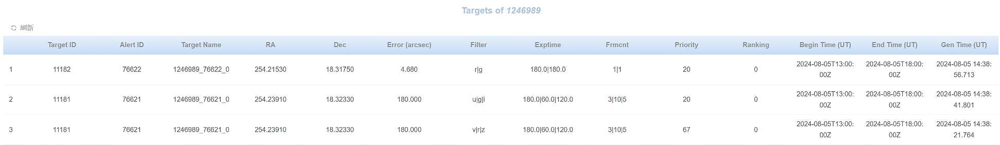 Targets of 1246989
刷新
Target ID Alert ID Target Name RA Dec Error (arcsec) Filter Exptime Frmcnt Priority Ranking Begin Time (UT) End Time (UT) Gen Time (UT)
1 11182 76622 1246989_76622_0 254.21530 18.31750 4.680 r|g 180.0|180.0 1|1 20 0 2024-08-05T13:00: 2024-08-05T18:00: 2024-08-05 14:38:
00Z 00Z 56.713
2 11181 76621 1246989_76621_0 254.23910 18.32330 180.000 u|g|i 180.0|60.0|120.0 3|10|5 20 0 2024-08-05T13:00: 2024-08-05T18:00: 2024-08-05 14:38:
00Z 00Z 41.801
3 11181 76621 1246989_76621_0 254.23910 18.32330 180.000 v|r|z 180.0|60.0|120.0 3|10|5 67 0 2024-08-05T13:00: 2024-08-05T18:00: 2024-08-05 14:38:
00Z 00Z 21.764